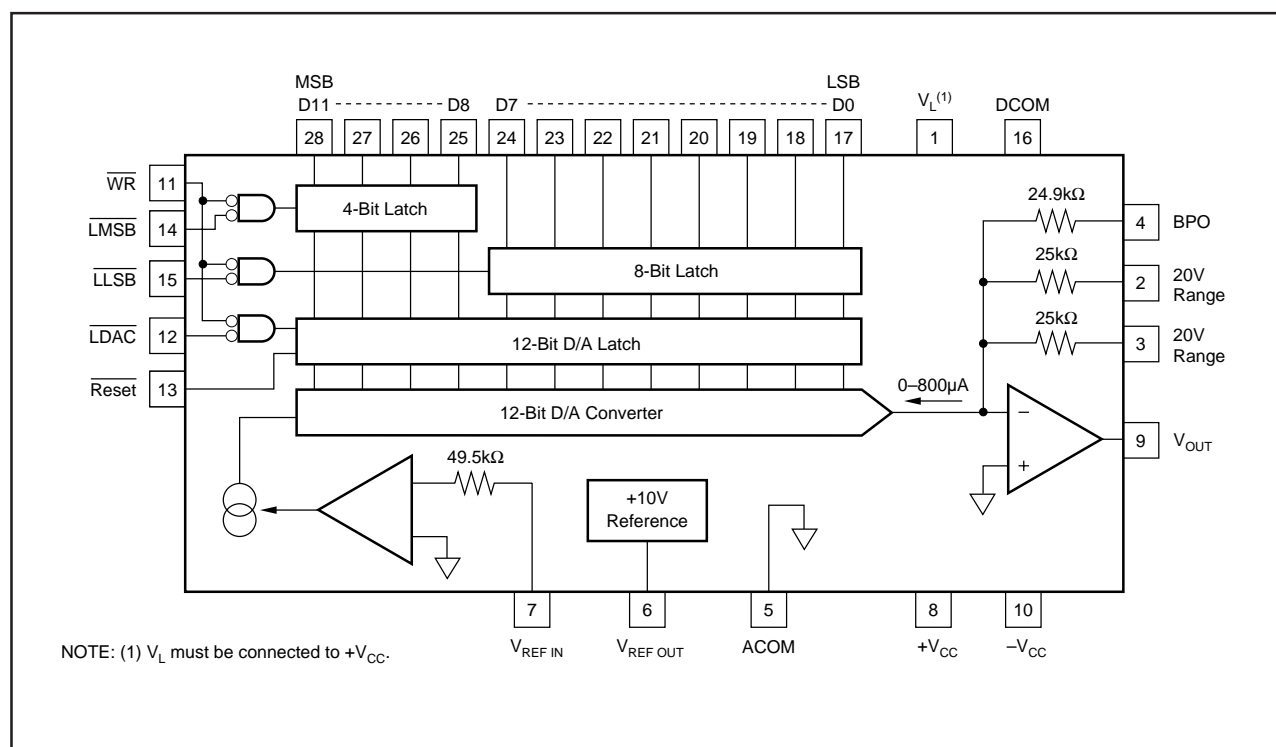 MSB LSB
D11 D8 D7 D0 V_L(1) DCOM
28 27 26 25 24 23 22 21 20 19 18 17 1 16
WR 11
LMSB 14
LLSB 15
LDAC 12
Reset 13
4-Bit Latch
8-Bit Latch
12-Bit D/A Latch
12-Bit D/A Converter
24.9kΩ
4 BPO
25kΩ
2 20V
Range
25kΩ
3 20V
Range
0–800µA
–
+
9 V_OUT
49.5kΩ
+10V
Reference
7 6 5 8 10
V_REF IN V_REF OUT ACOM +V_CC –V_CC
NOTE: (1) V_L must be connected to +V_CC.